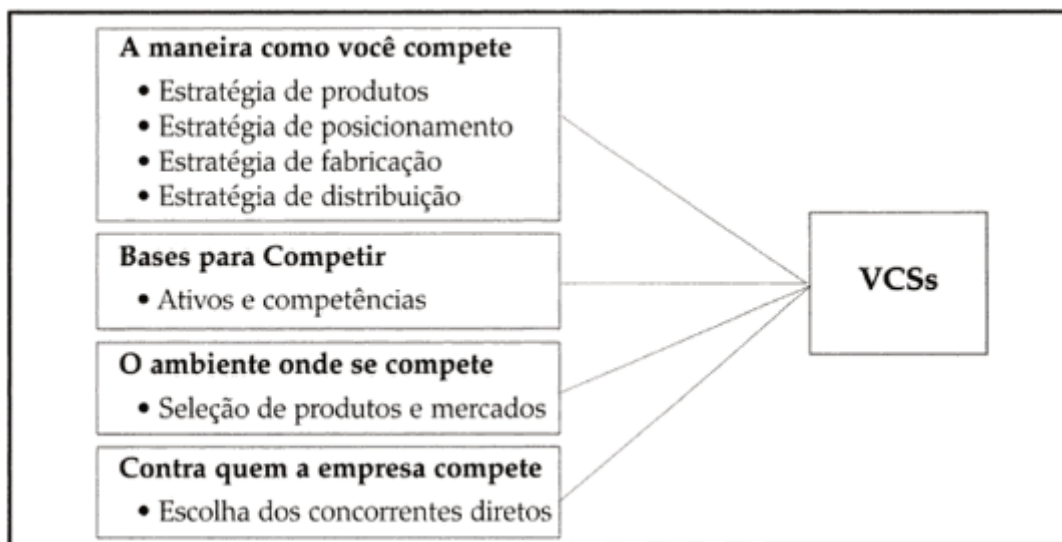 A maneira como você compete
• Estratégia de produtos
• Estratégia de posicionamento
• Estratégia de fabricação
• Estratégia de distribuição
Bases para Competir
• Ativos e competências
O ambiente onde se compete
• Seleção de produtos e mercados
Contra quem a empresa compete
• Escolha dos concorrentes diretos
VCSs